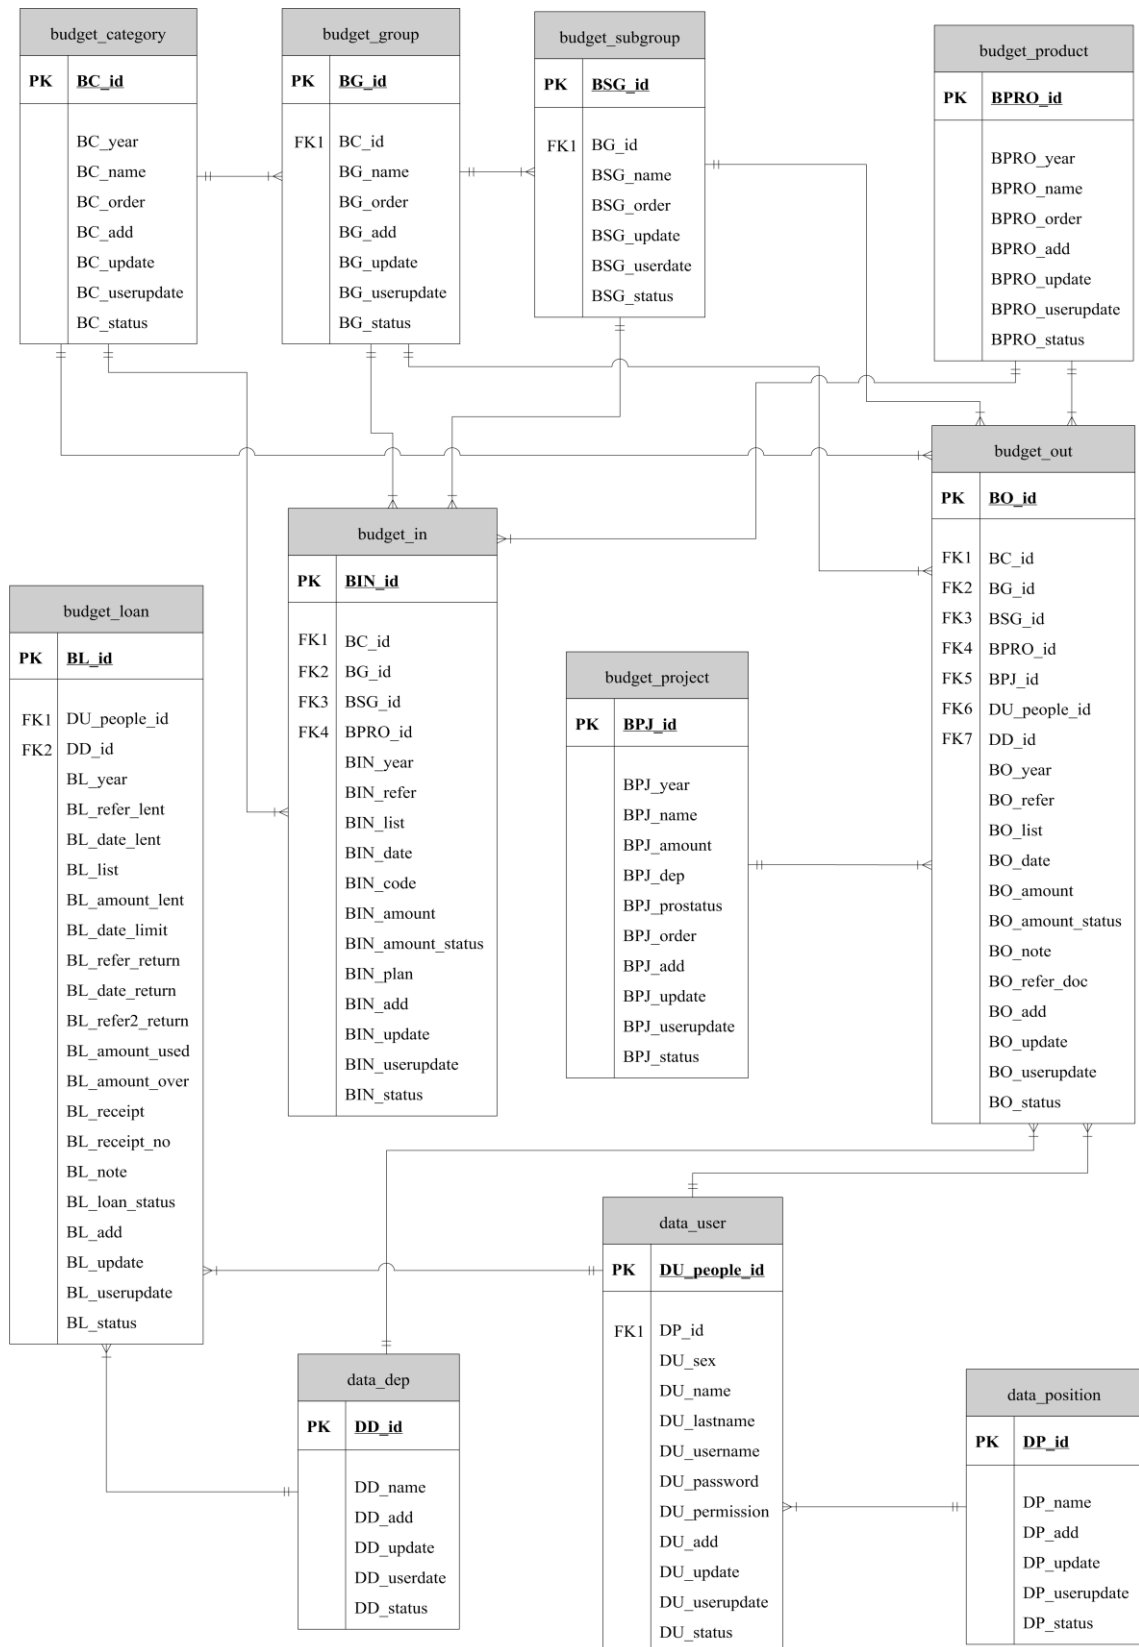 budget_category
PK BC_id
BC_year
BC_name
BC_order
BC_add
BC_update
BC_userupdate
BC_status
budget_group
PK BG_id
FK1 BC_id
BG_name
BG_order
BG_add
BG_update
BG_userupdate
BG_status
budget_subgroup
PK BSG_id
FK1 BG_id
BSG_name
BSG_order
BSG_update
BSG_userdate
BSG_status
budget_product
PK BPRO_id
BPRO_year
BPRO_name
BPRO_order
BPRO_add
BPRO_update
BPRO_userupdate
BPRO_status
budget_out
PK BO_id
FK1 BC_id
FK2 BG_id
FK3 BSG_id
FK4 BPRO_id
FK5 BPJ_id
FK6 DU_people_id
FK7 DD_id
BO_year
BO_refer
BO_list
BO_date
BO_amount
BO_amount_status
BO_note
BO_refer_doc
BO_add
BO_update
BO_userupdate
BO_status
budget_in
PK BIN_id
FK1 BC_id
FK2 BG_id
FK3 BSG_id
FK4 BPRO_id
BIN_year
BIN_refer
BIN_list
BIN_date
BIN_code
BIN_amount
BIN_amount_status
BIN_plan
BIN_add
BIN_update
BIN_userupdate
BIN_status
budget_loan
PK BL_id
FK1 DU_people_id
FK2 DD_id
BL_year
BL_refer_lent
BL_date_lent
BL_list
BL_amount_lent
BL_date_limit
BL_refer_return
BL_date_return
BL_refer2_return
BL_amount_used
BL_amount_over
BL_receipt
BL_receipt_no
BL_note
BL_loan_status
BL_add
BL_update
BL_userupdate
BL_status
budget_project
PK BPJ_id
BPJ_year
BPJ_name
BPJ_amount
BPJ_dep
BPJ_prostatus
BPJ_order
BPJ_add
BPJ_update
BPJ_userupdate
BPJ_status
data_user
PK DU_people_id
FK1 DP_id
DU_sex
DU_name
DU_lastname
DU_username
DU_password
DU_permission
DU_add
DU_update
DU_userupdate
DU_status
data_dep
PK DD_id
DD_name
DD_add
DD_update
DD_userdate
DD_status
data_position
PK DP_id
DP_name
DP_add
DP_update
DP_userupdate
DP_status